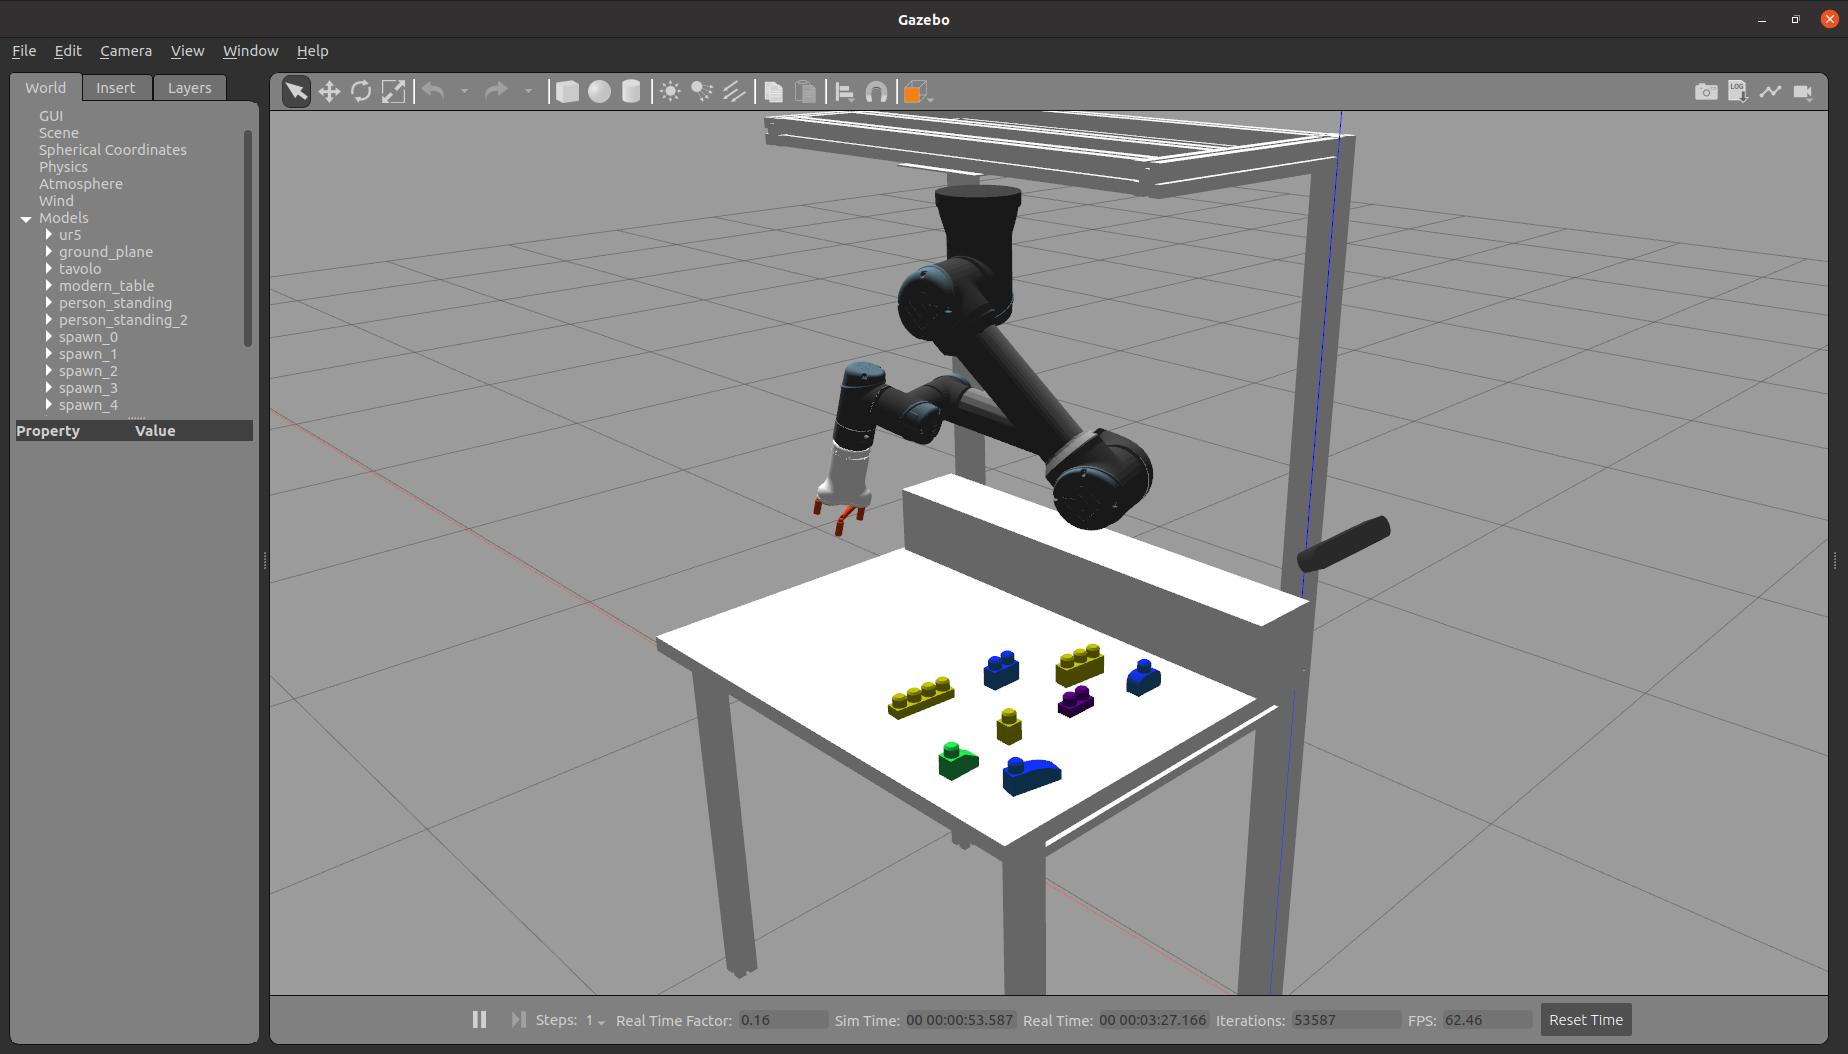 Gazebo
File Edit Camera View Window Help
World Insert Layers
LOG
GUI
Scene
Spherical Coordinates
Physics
Atmosphere
Wind
Models
ur5
ground_plane
tavolo
modern_table
person_standing
person_standing_2
spawn_0
spawn_1
spawn_2
spawn_3
spawn_4
Property Value
Steps: 1 Real Time Factor: 0.16 Sim Time: 00 00:00:53.587 Real Time: 00 00:03:27.166 Iterations: 53587 FPS: 62.46 Reset Time